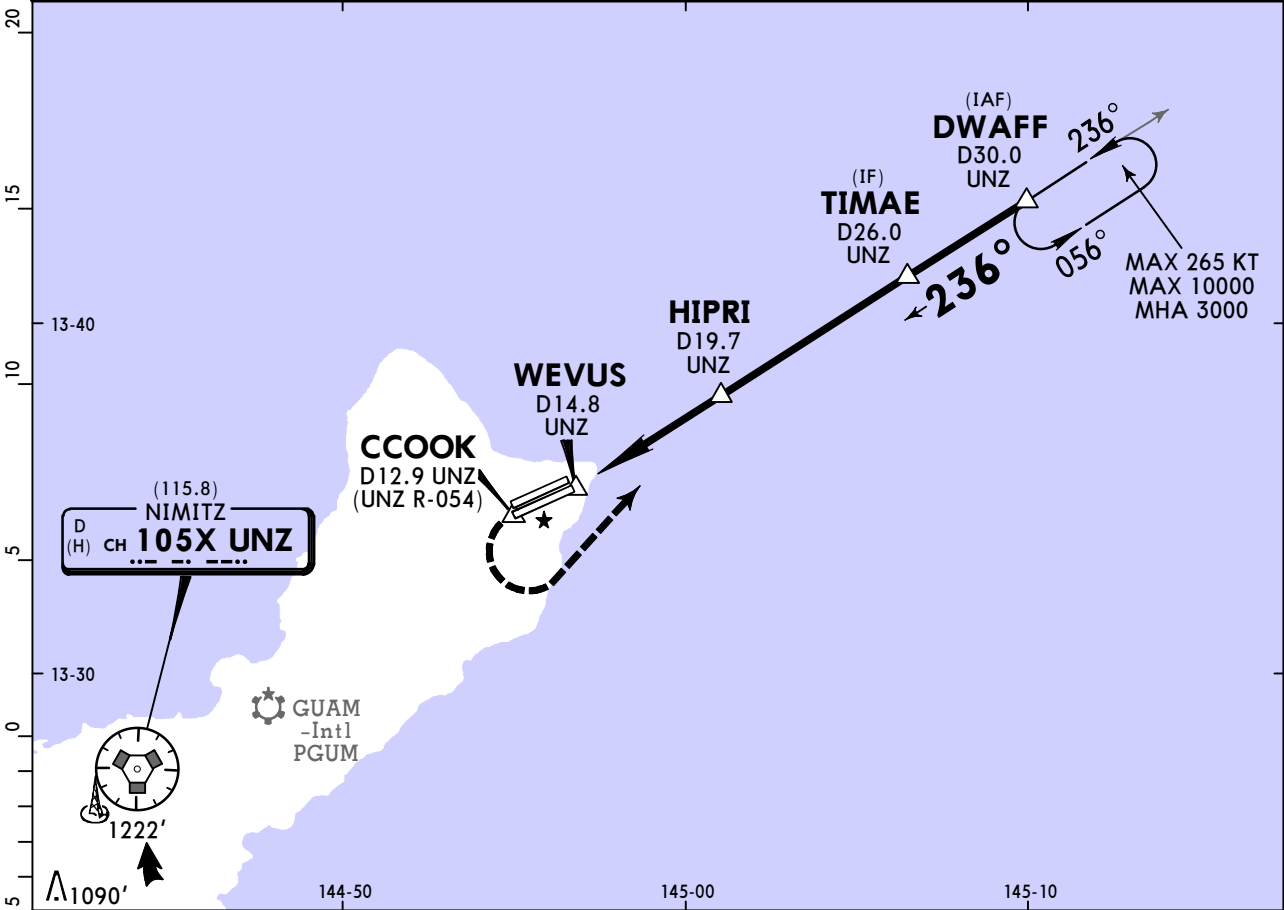 20
15
10
5
0
5
13-40
13-30
144-50
145-00
145-10
(IAF)
DWAFF
D30.0
UNZ
236°
056°
MAX 265 KT
MAX 10000
MHA 3000
(IF)
TIMAE
D26.0
UNZ
236°
HIPRI
D19.7
UNZ
WEVUS
D14.8
UNZ
CCOOK
D12.9 UNZ
(UNZ R-054)
(115.8)
NIMITZ
D
(H) CH 105X UNZ
GUAM
-Intl
PGUM
1222'
1090'